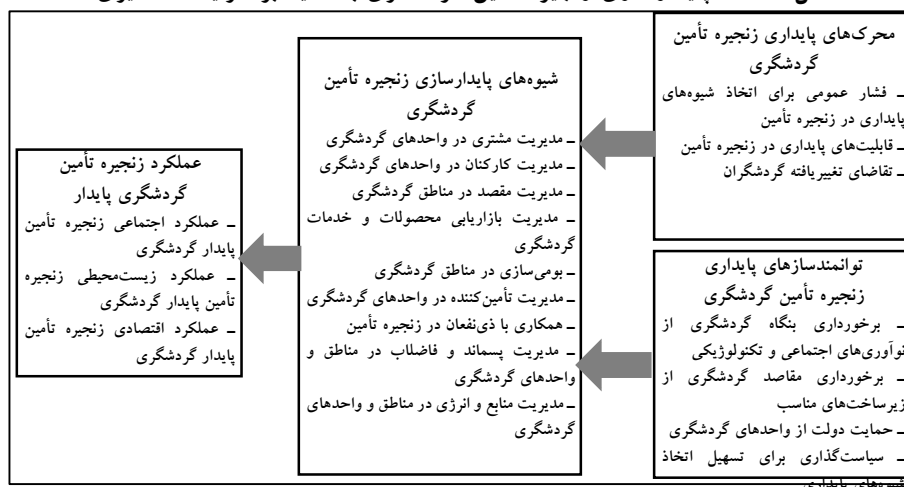 محرک‌های پایداری زنجیره تأمین
گردشگری
ـ فشار عمومی برای اتخاذ شیوه‌های
پایداری در زنجیره تأمین
ـ قابلیت‌های پایداری در زنجیره تأمین
ـ تقاضای تغییریافته گردشگران
توانمندسازهای پایداری
زنجیره تأمین گردشگری
ـ برخورداری بنگاه گردشگری از
نوآوری‌های اجتماعی و تکنولوژیکی
ـ برخورداری مقاصد گردشگری از
زیرساخت‌های مناسب
ـ حمایت دولت از واحدهای گردشگری
ـ سیاست‌گذاری برای تسهیل اتخاذ
شیوه‌های پایداری
شیوه‌های پایدارسازی زنجیره تأمین
گردشگری
ـ مدیریت مشتری در واحدهای گردشگری
ـ مدیریت کارکنان در واحدهای گردشگری
ـ مدیریت مقصد در مناطق گردشگری
ـ مدیریت بازاریابی محصولات و خدمات
گردشگری
ـ بومی‌سازی در مناطق گردشگری
ـ مدیریت تأمین‌کننده در واحدهای گردشگری
ـ همکاری با ذی‌نفعان در زنجیره تأمین
ـ مدیریت پسماند و فاضلاب در مناطق و
واحدهای گردشگری
ـ مدیریت منابع و انرژی در مناطق و واحدهای
گردشگری
عملکرد زنجیره تأمین
گردشگری پایدار
ـ عملکرد اجتماعی زنجیره تأمین
پایدار گردشگری
ـ عملکرد زیست‌محیطی زنجیره
تأمین پایدار گردشگری
ـ عملکرد اقتصادی زنجیره تأمین
پایدار گردشگری